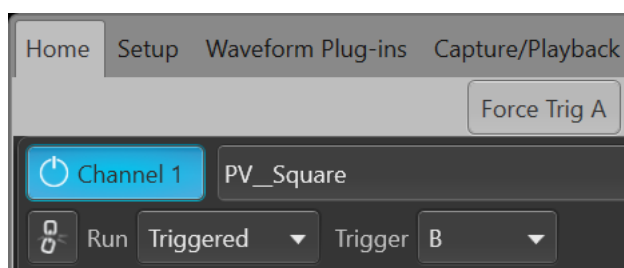 Home Setup Waveform Plug-ins Capture/Playback
Force Trig A
Channel 1 PV__Square
Run Triggered Trigger B